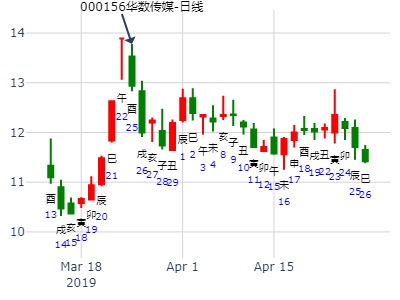 000156华数传媒-日线
14
13
12
11
10
酉
13
戌
14
亥
15
寅
18
卯
19
辰
20
巳
21
午
22
酉
25
戌
26
亥
27
子
28
丑
29
辰
1
巳
2
午
3
未
4
亥
8
子
9
丑
10
寅
11
卯
12
午
15
未
16
申
17
酉
18
戌
19
丑
22
寅
23
卯
24
辰
25
巳
26
Mar 18
2019
Apr 1
Apr 15